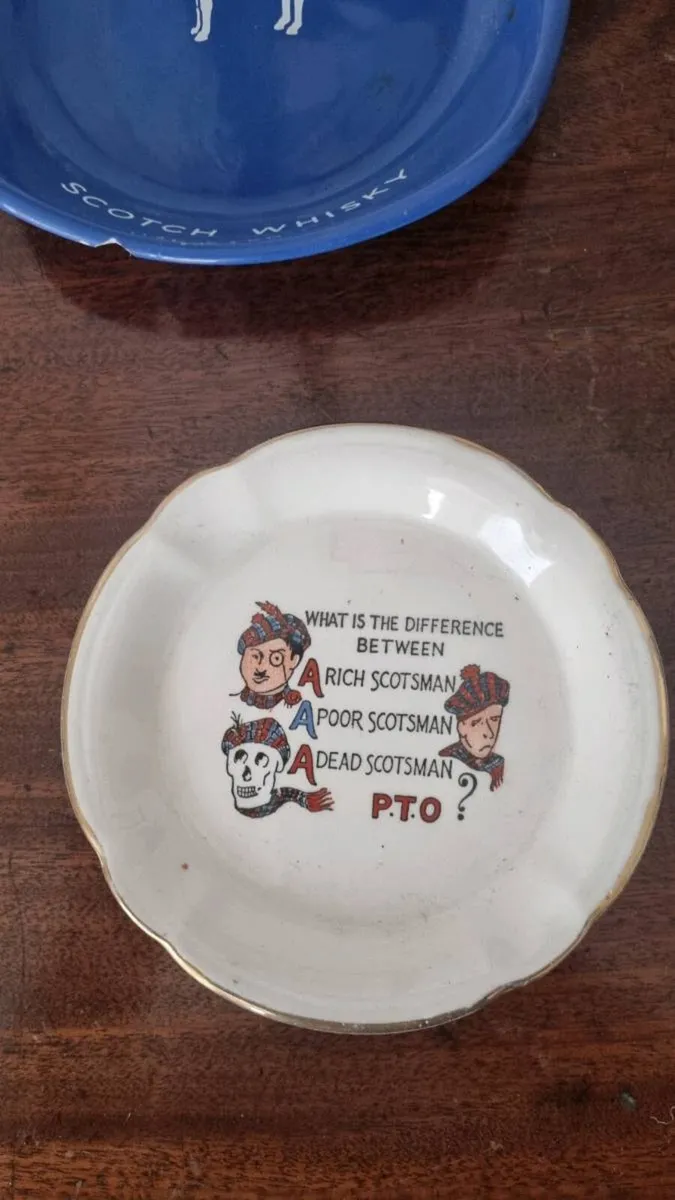 SCOTCH WHISKY
WHAT IS THE DIFFERENCE
BETWEEN
A RICH SCOTSMAN
A POOR SCOTSMAN
A DEAD SCOTSMAN
P.T.O ?